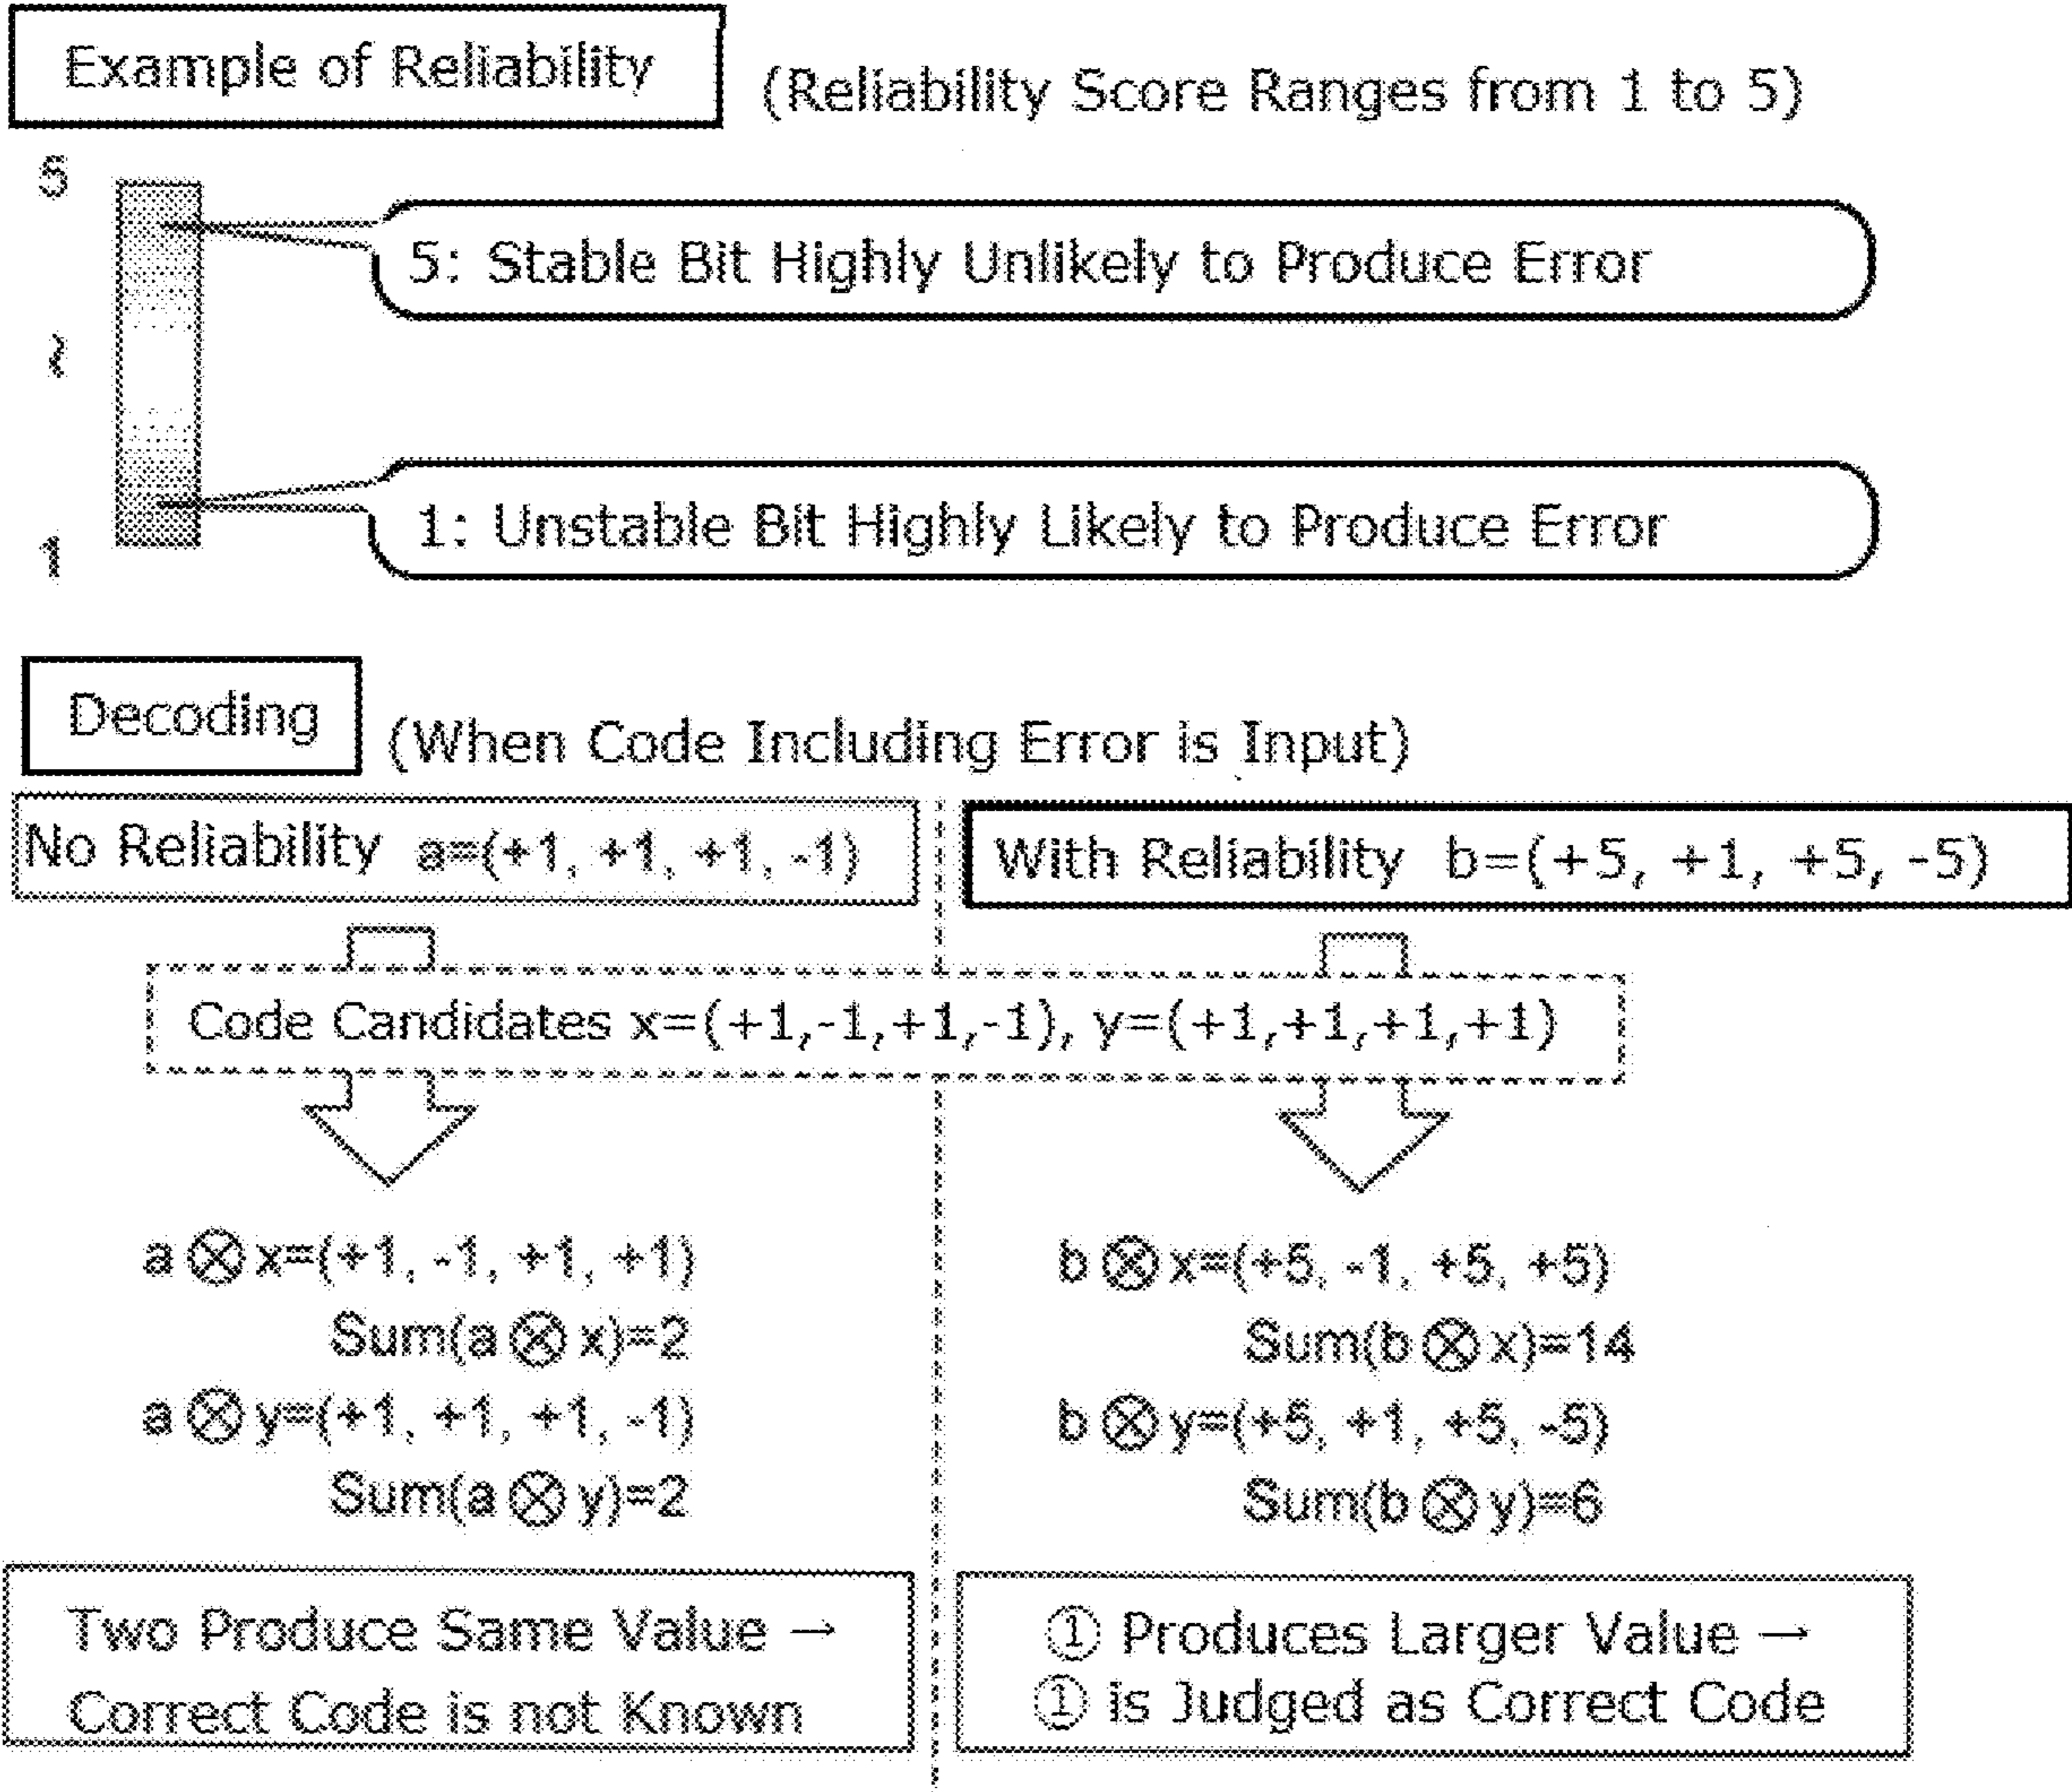 Example of Reliability
(Reliability Score Ranges from 1 to 5)
5
≀
1
5: Stable Bit Highly Unlikely to Produce Error
1: Unstable Bit Highly Likely to Produce Error
Decoding
(When Code Including Error is Input)
No Reliability a=(+1, +1, +1, -1)
With Reliability b=(+5, +1, +5, -5)
Code Candidates x=(+1,-1,+1,-1), y=(+1,+1,+1,+1)
a⊗x=(+1, -1, +1, +1)
Sum(a⊗x)=2
a⊗y=(+1, +1, +1, -1)
Sum(a⊗y)=2
Two Produce Same Value →
Correct Code is not Known
b⊗x=(+5, -1, +5, +5)
Sum(b⊗x)=14
b⊗y=(+5, +1, +5, -5)
Sum(b⊗y)=6
① Produces Larger Value →
① is Judged as Correct Code